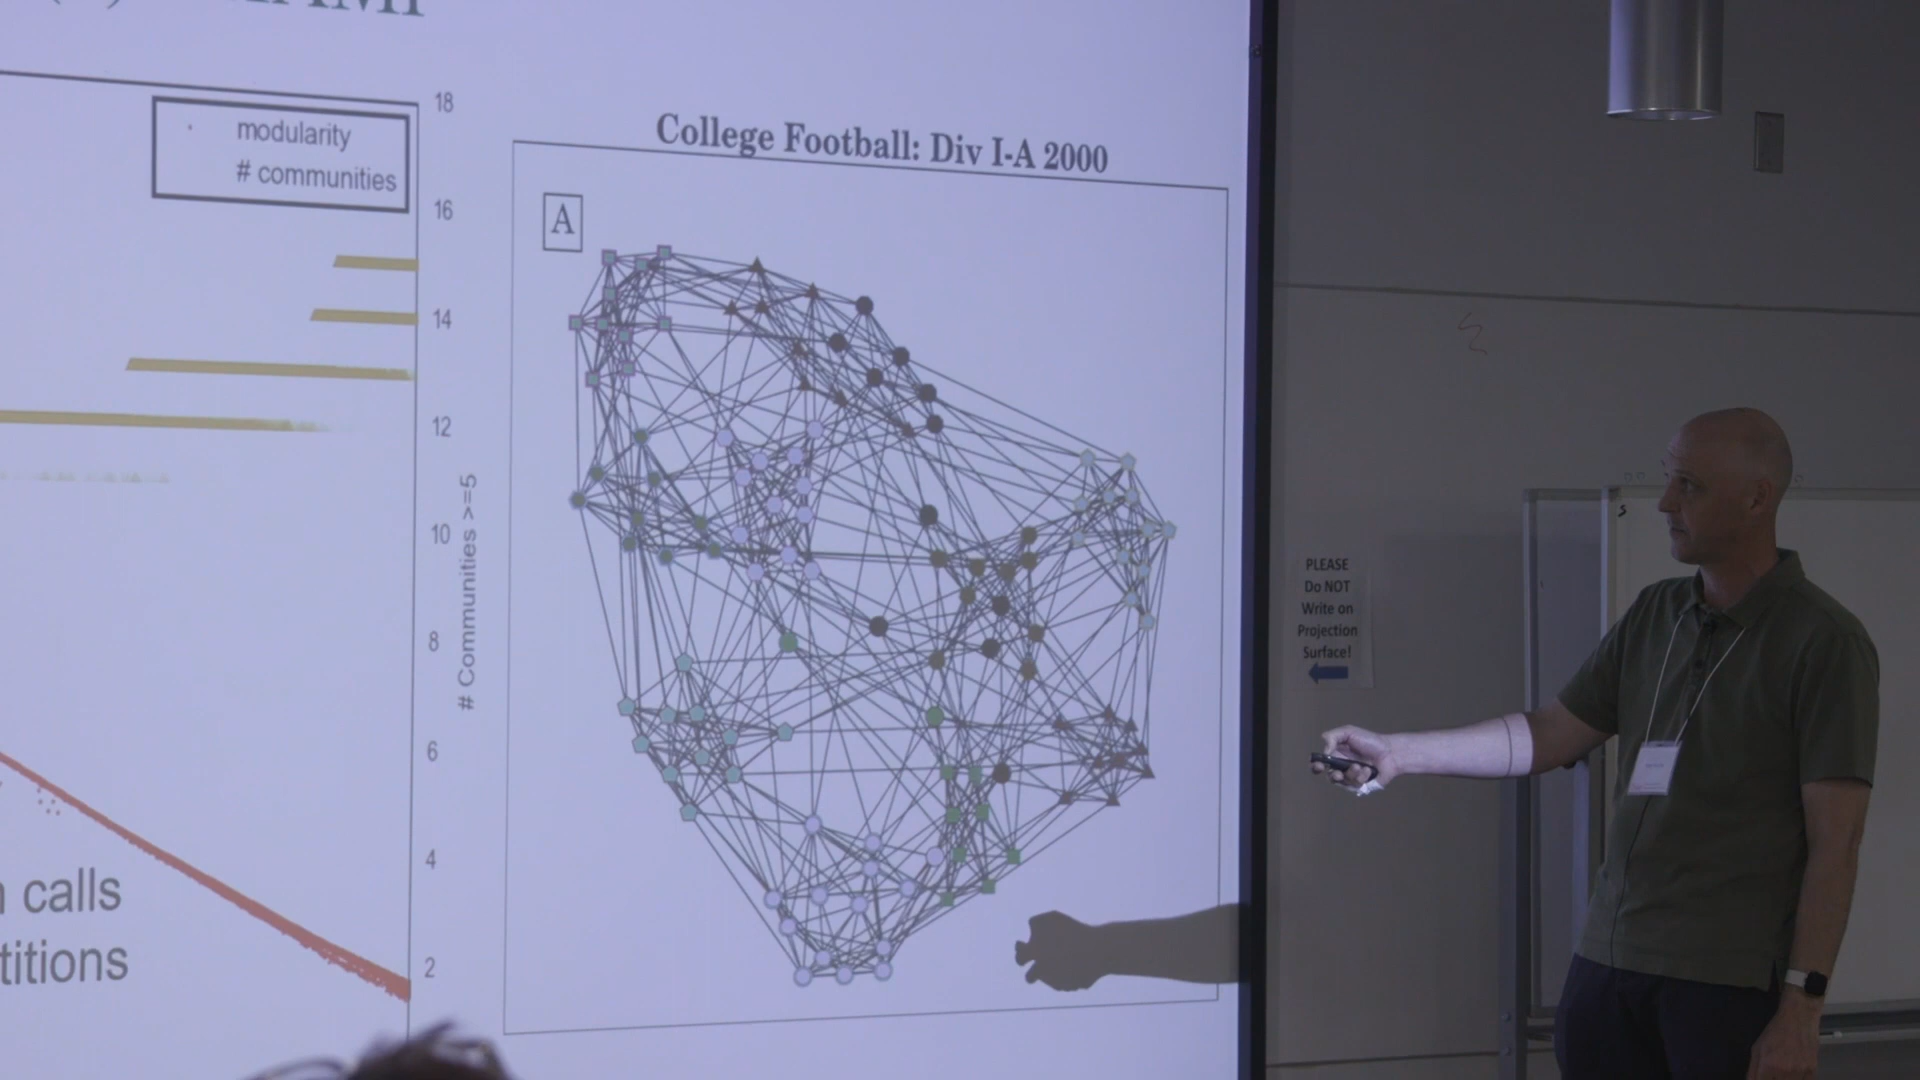 modularity
# communities
18
16
14
12
10
8
6
4
2
# Communities >=5
calls
College Football: Div I-A 2000
A
PLEASE
Do NOT
Write on
Projection
Surface!